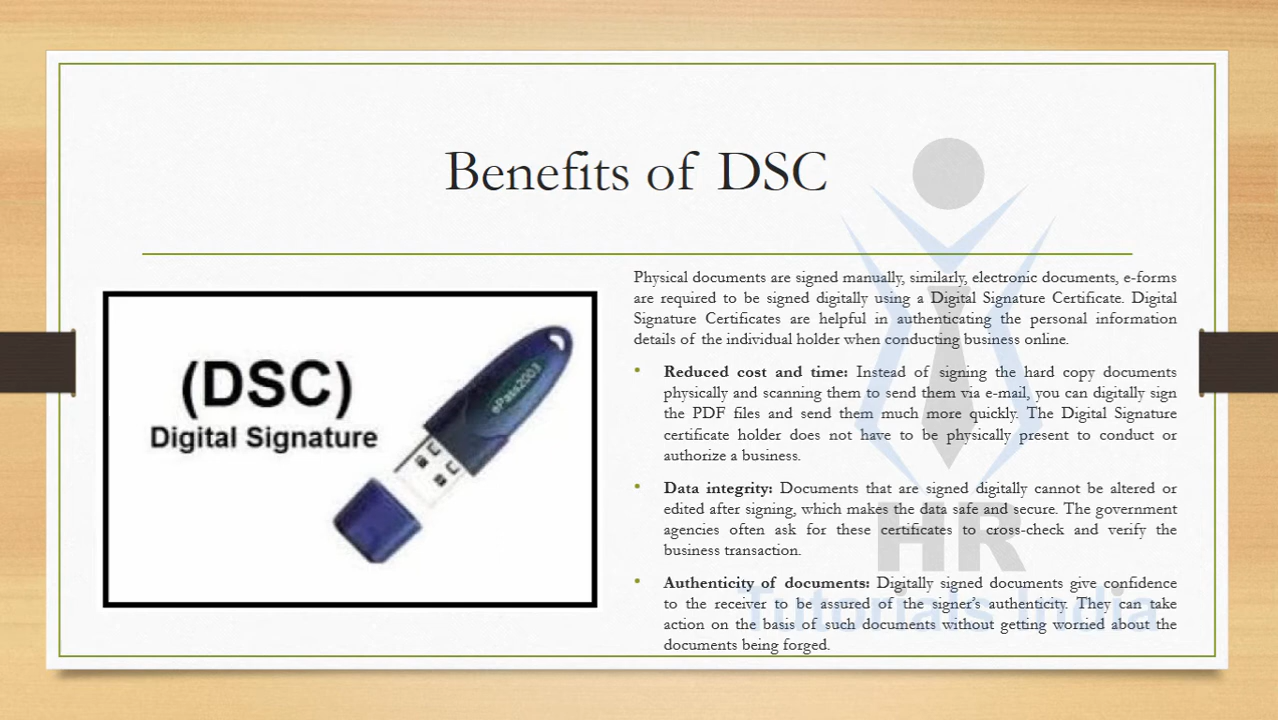 Benefits of DSC
(DSC)
Digital Signature
ePass2003
Physical documents are signed manually, similarly, electronic documents, e-forms
are required to be signed digitally using a Digital Signature Certificate. Digital
Signature Certificates are helpful in authenticating the personal information
details of the individual holder when conducting business online.
• Reduced cost and time: Instead of signing the hard copy documents
physically and scanning them to send them via e-mail, you can digitally sign
the PDF files and send them much more quickly. The Digital Signature
certificate holder does not have to be physically present to conduct or
authorize a business.
• Data integrity: Documents that are signed digitally cannot be altered or
edited after signing, which makes the data safe and secure. The government
agencies often ask for these certificates to cross-check and verify the
business transaction.
• Authenticity of documents: Digitally signed documents give confidence
to the receiver to be assured of the signer's authenticity. They can take
action on the basis of such documents without getting worried about the
documents being forged.
HR
Tutorials India